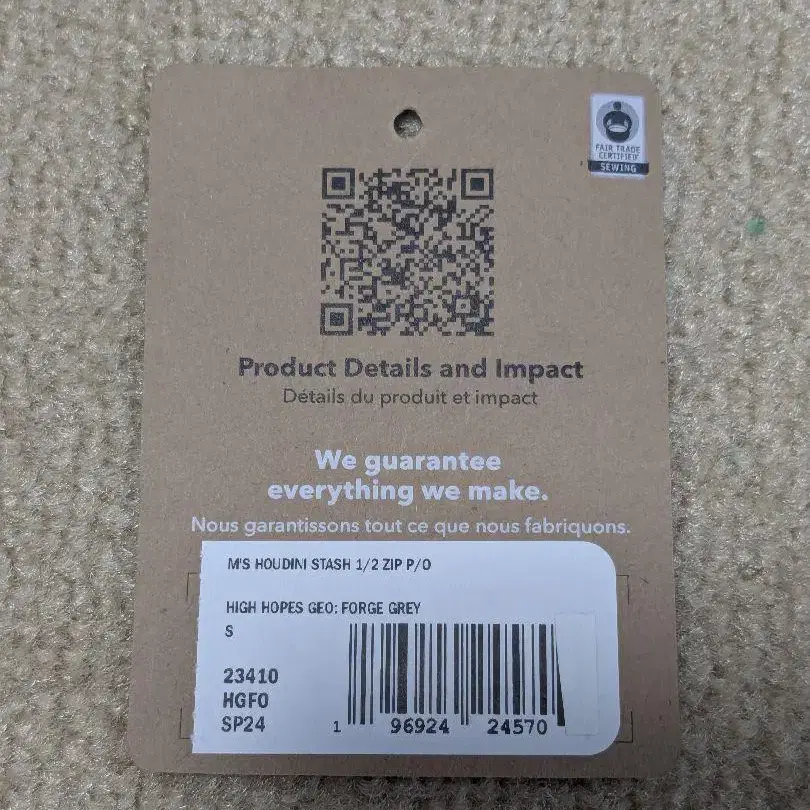 FAIR TRADE
CERTIFIED
SEWING
Product Details and Impact
Détails du produit et impact
We guarantee
everything we make.
Nous garantissons tout ce que nous fabriquons.
M'S HOUDINI STASH 1/2 ZIP P/O
HIGH HOPES GEO: FORGE GREY
S
23410
HGFO
SP24
1 96924 24570